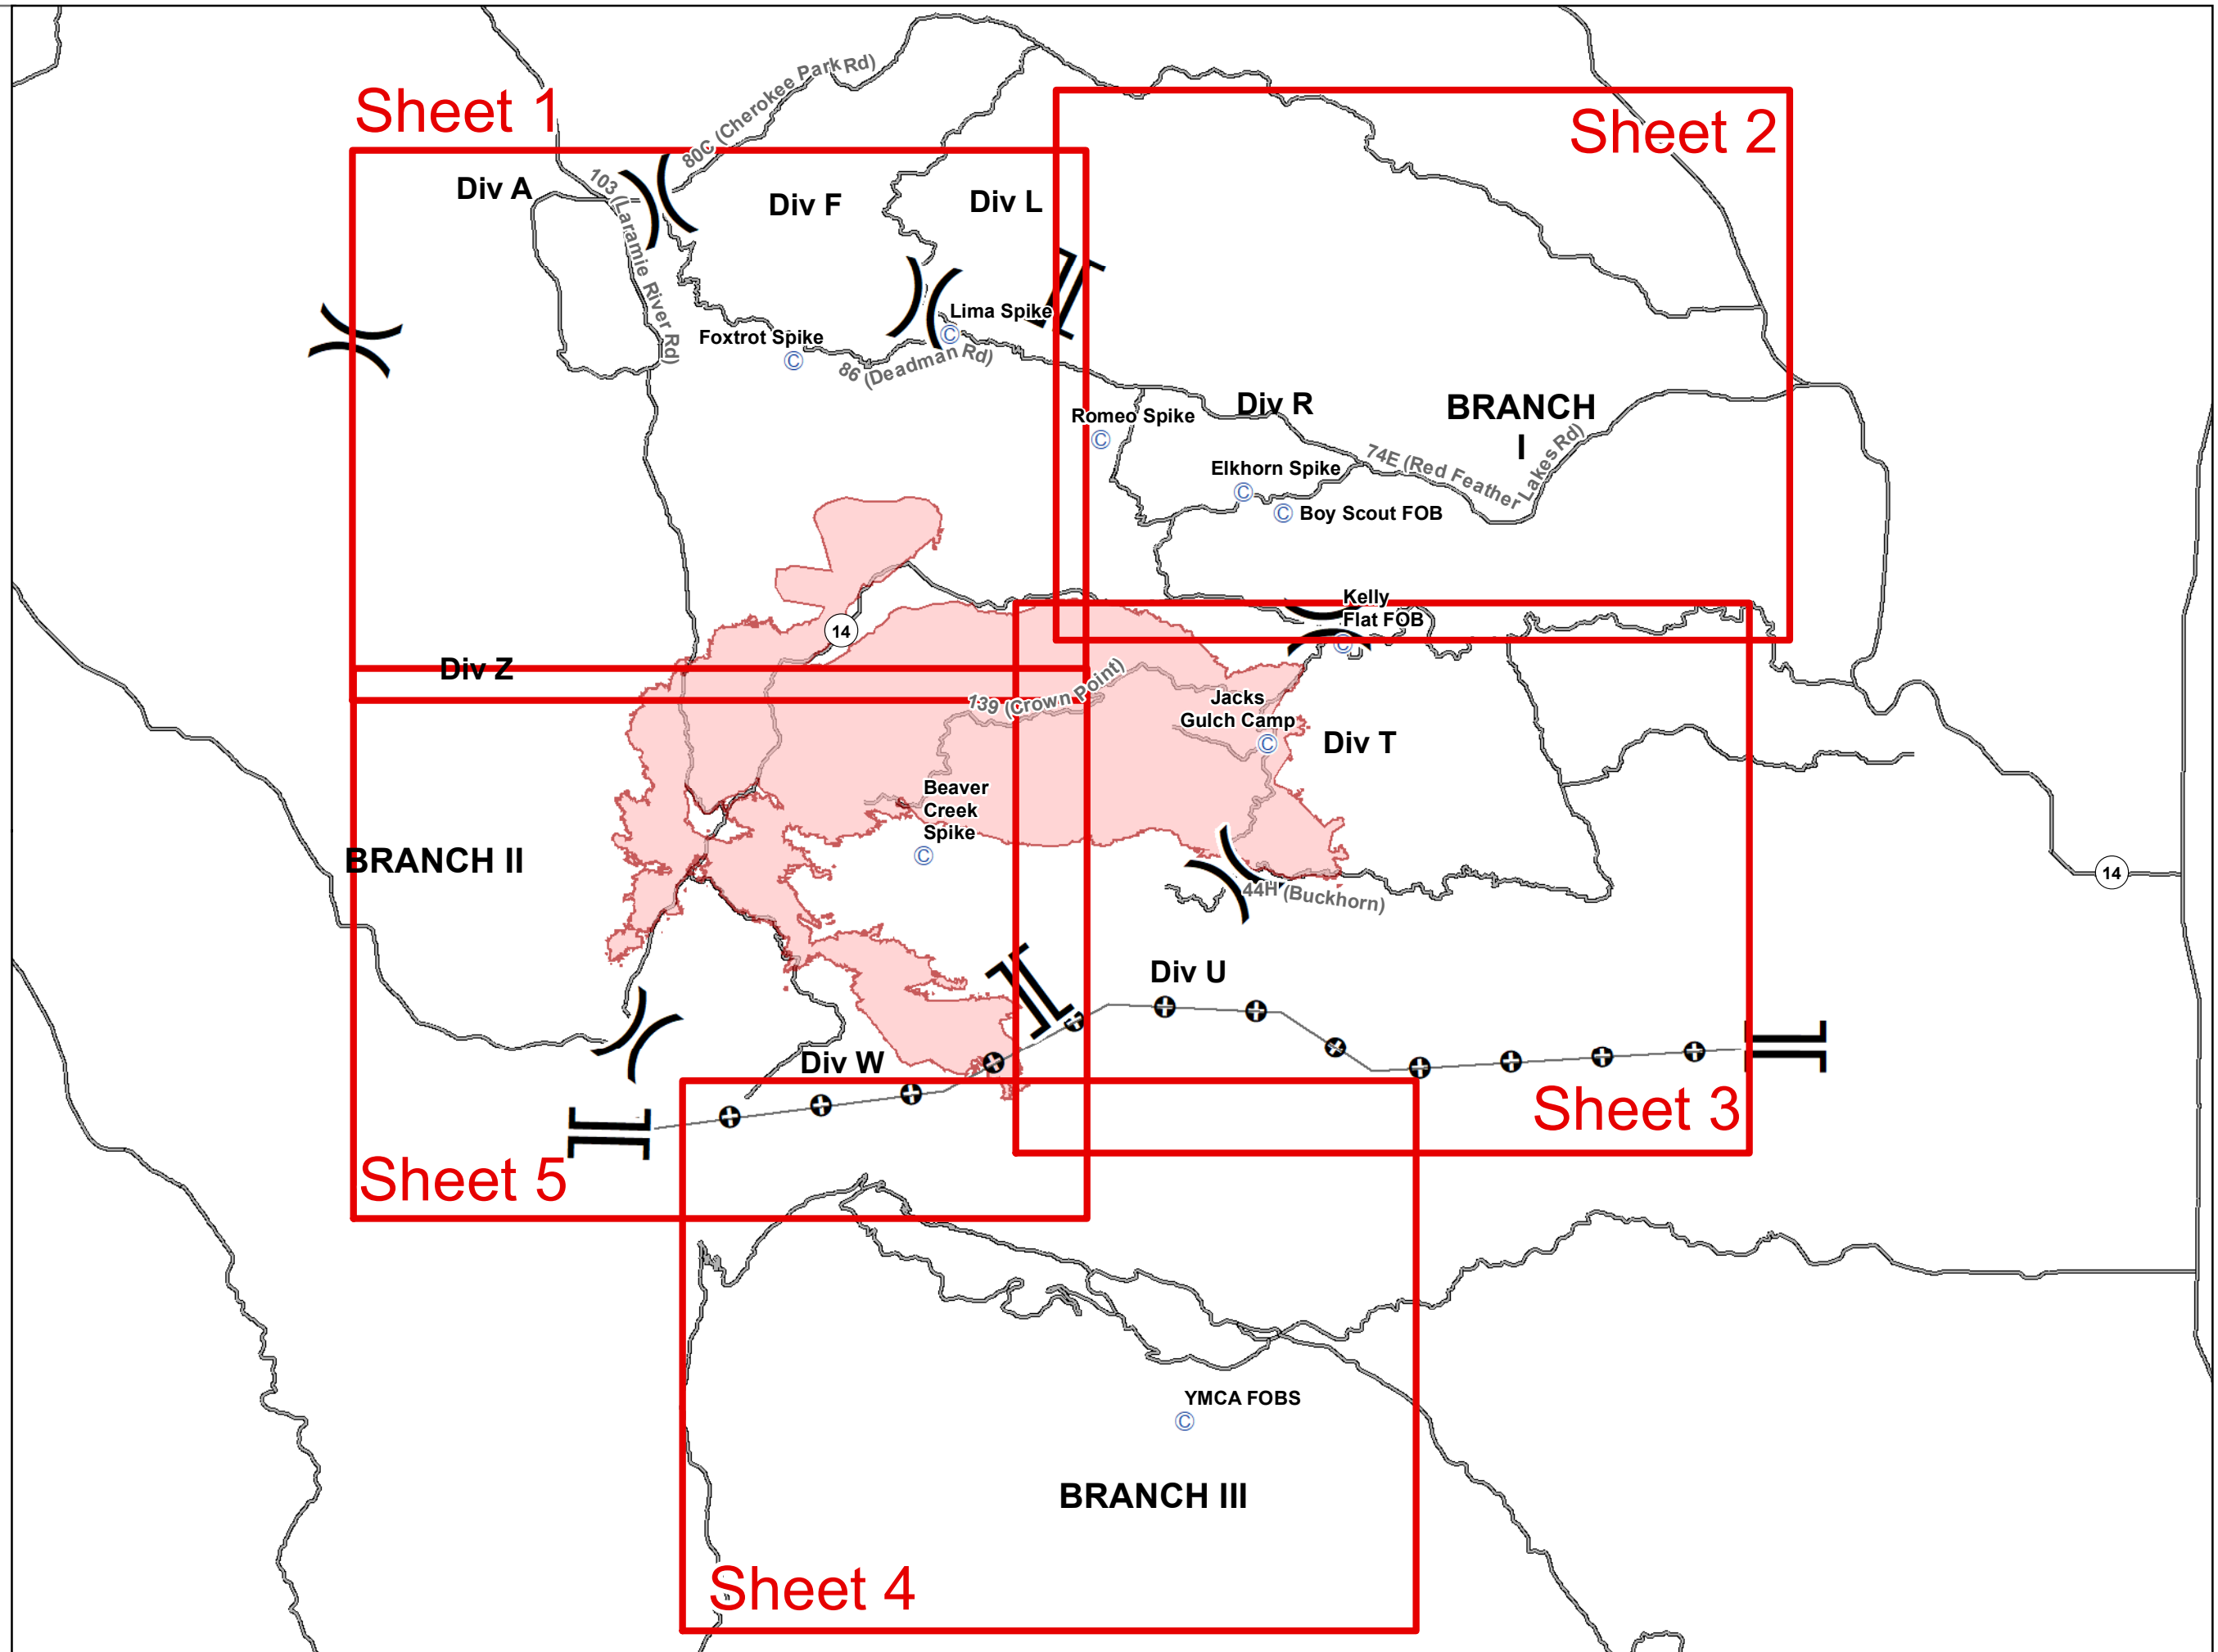 80C (Cherokee Park Rd)
Sheet 1
Sheet 2
Div A
103 (Laramie River Rd)
Div F
Div L
Lima Spike
©
Foxtrot Spike
©
86 (Deadman Rd)
Romeo Spike
©
Div R
BRANCH
I
74E (Red Feather Lakes Rd)
Elkhorn Spike
©
© Boy Scout FOB
Kelly
Flat FOB
©
14
Div Z
139 (Crown Point)
Jacks
Gulch Camp
©
Div T
Beaver
Creek
Spike
©
BRANCH II
14
44H (Buckhorn)
Div U
Div W
Sheet 3
Sheet 5
YMCA FOBS
©
BRANCH III
Sheet 4